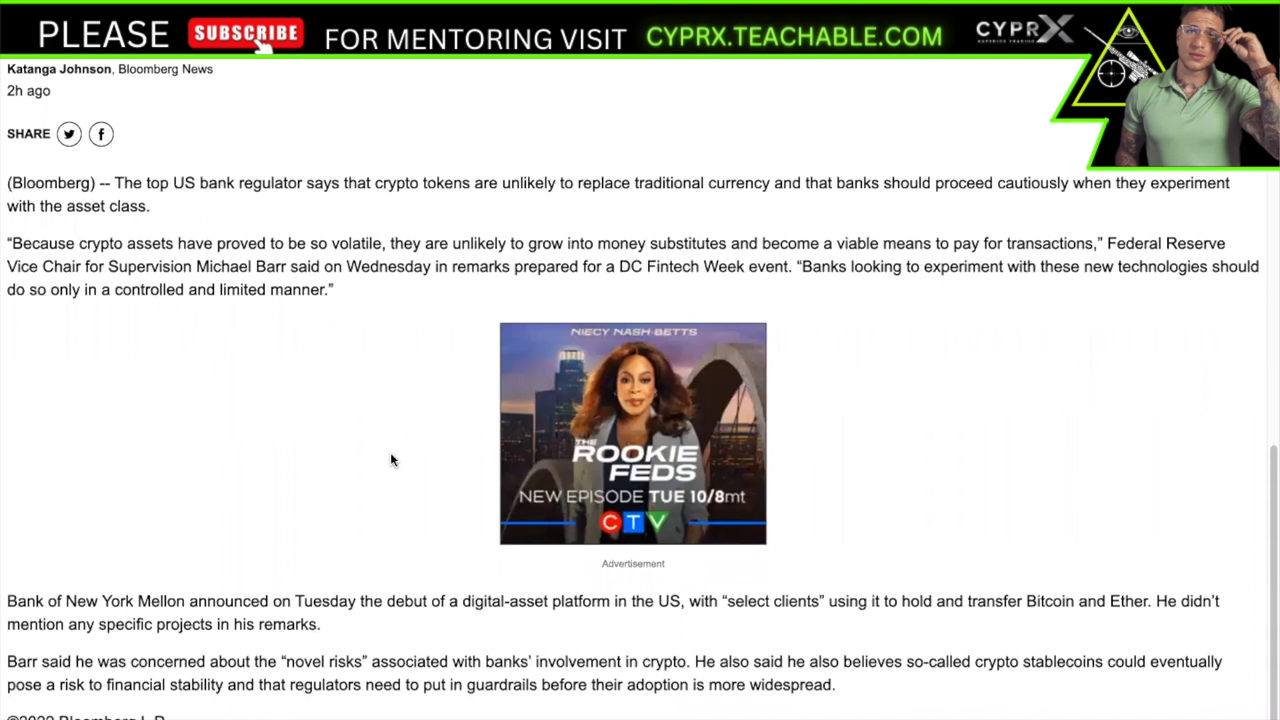 PLEASE SUBSCRIBE FOR MENTORING VISIT CYPRX.TEACHABLE.COM CYPRX
Katanga Johnson, Bloomberg News
2h ago
SHARE
(Bloomberg) -- The top US bank regulator says that crypto tokens are unlikely to replace traditional currency and that banks should proceed cautiously when they experiment
with the asset class.
“Because crypto assets have proved to be so volatile, they are unlikely to grow into money substitutes and become a viable means to pay for transactions,” Federal Reserve
Vice Chair for Supervision Michael Barr said on Wednesday in remarks prepared for a DC Fintech Week event. “Banks looking to experiment with these new technologies should
do so only in a controlled and limited manner.”
NIECY NASH-BETTS
THE
ROOKIE
FEDS
NEW EPISODE TUE 10/8mt
CTV
Advertisement
Bank of New York Mellon announced on Tuesday the debut of a digital-asset platform in the US, with “select clients” using it to hold and transfer Bitcoin and Ether. He didn’t
mention any specific projects in his remarks.
Barr said he was concerned about the “novel risks” associated with banks’ involvement in crypto. He also said he also believes so-called crypto stablecoins could eventually
pose a risk to financial stability and that regulators need to put in guardrails before their adoption is more widespread.
©2022 Bloomberg L.P.